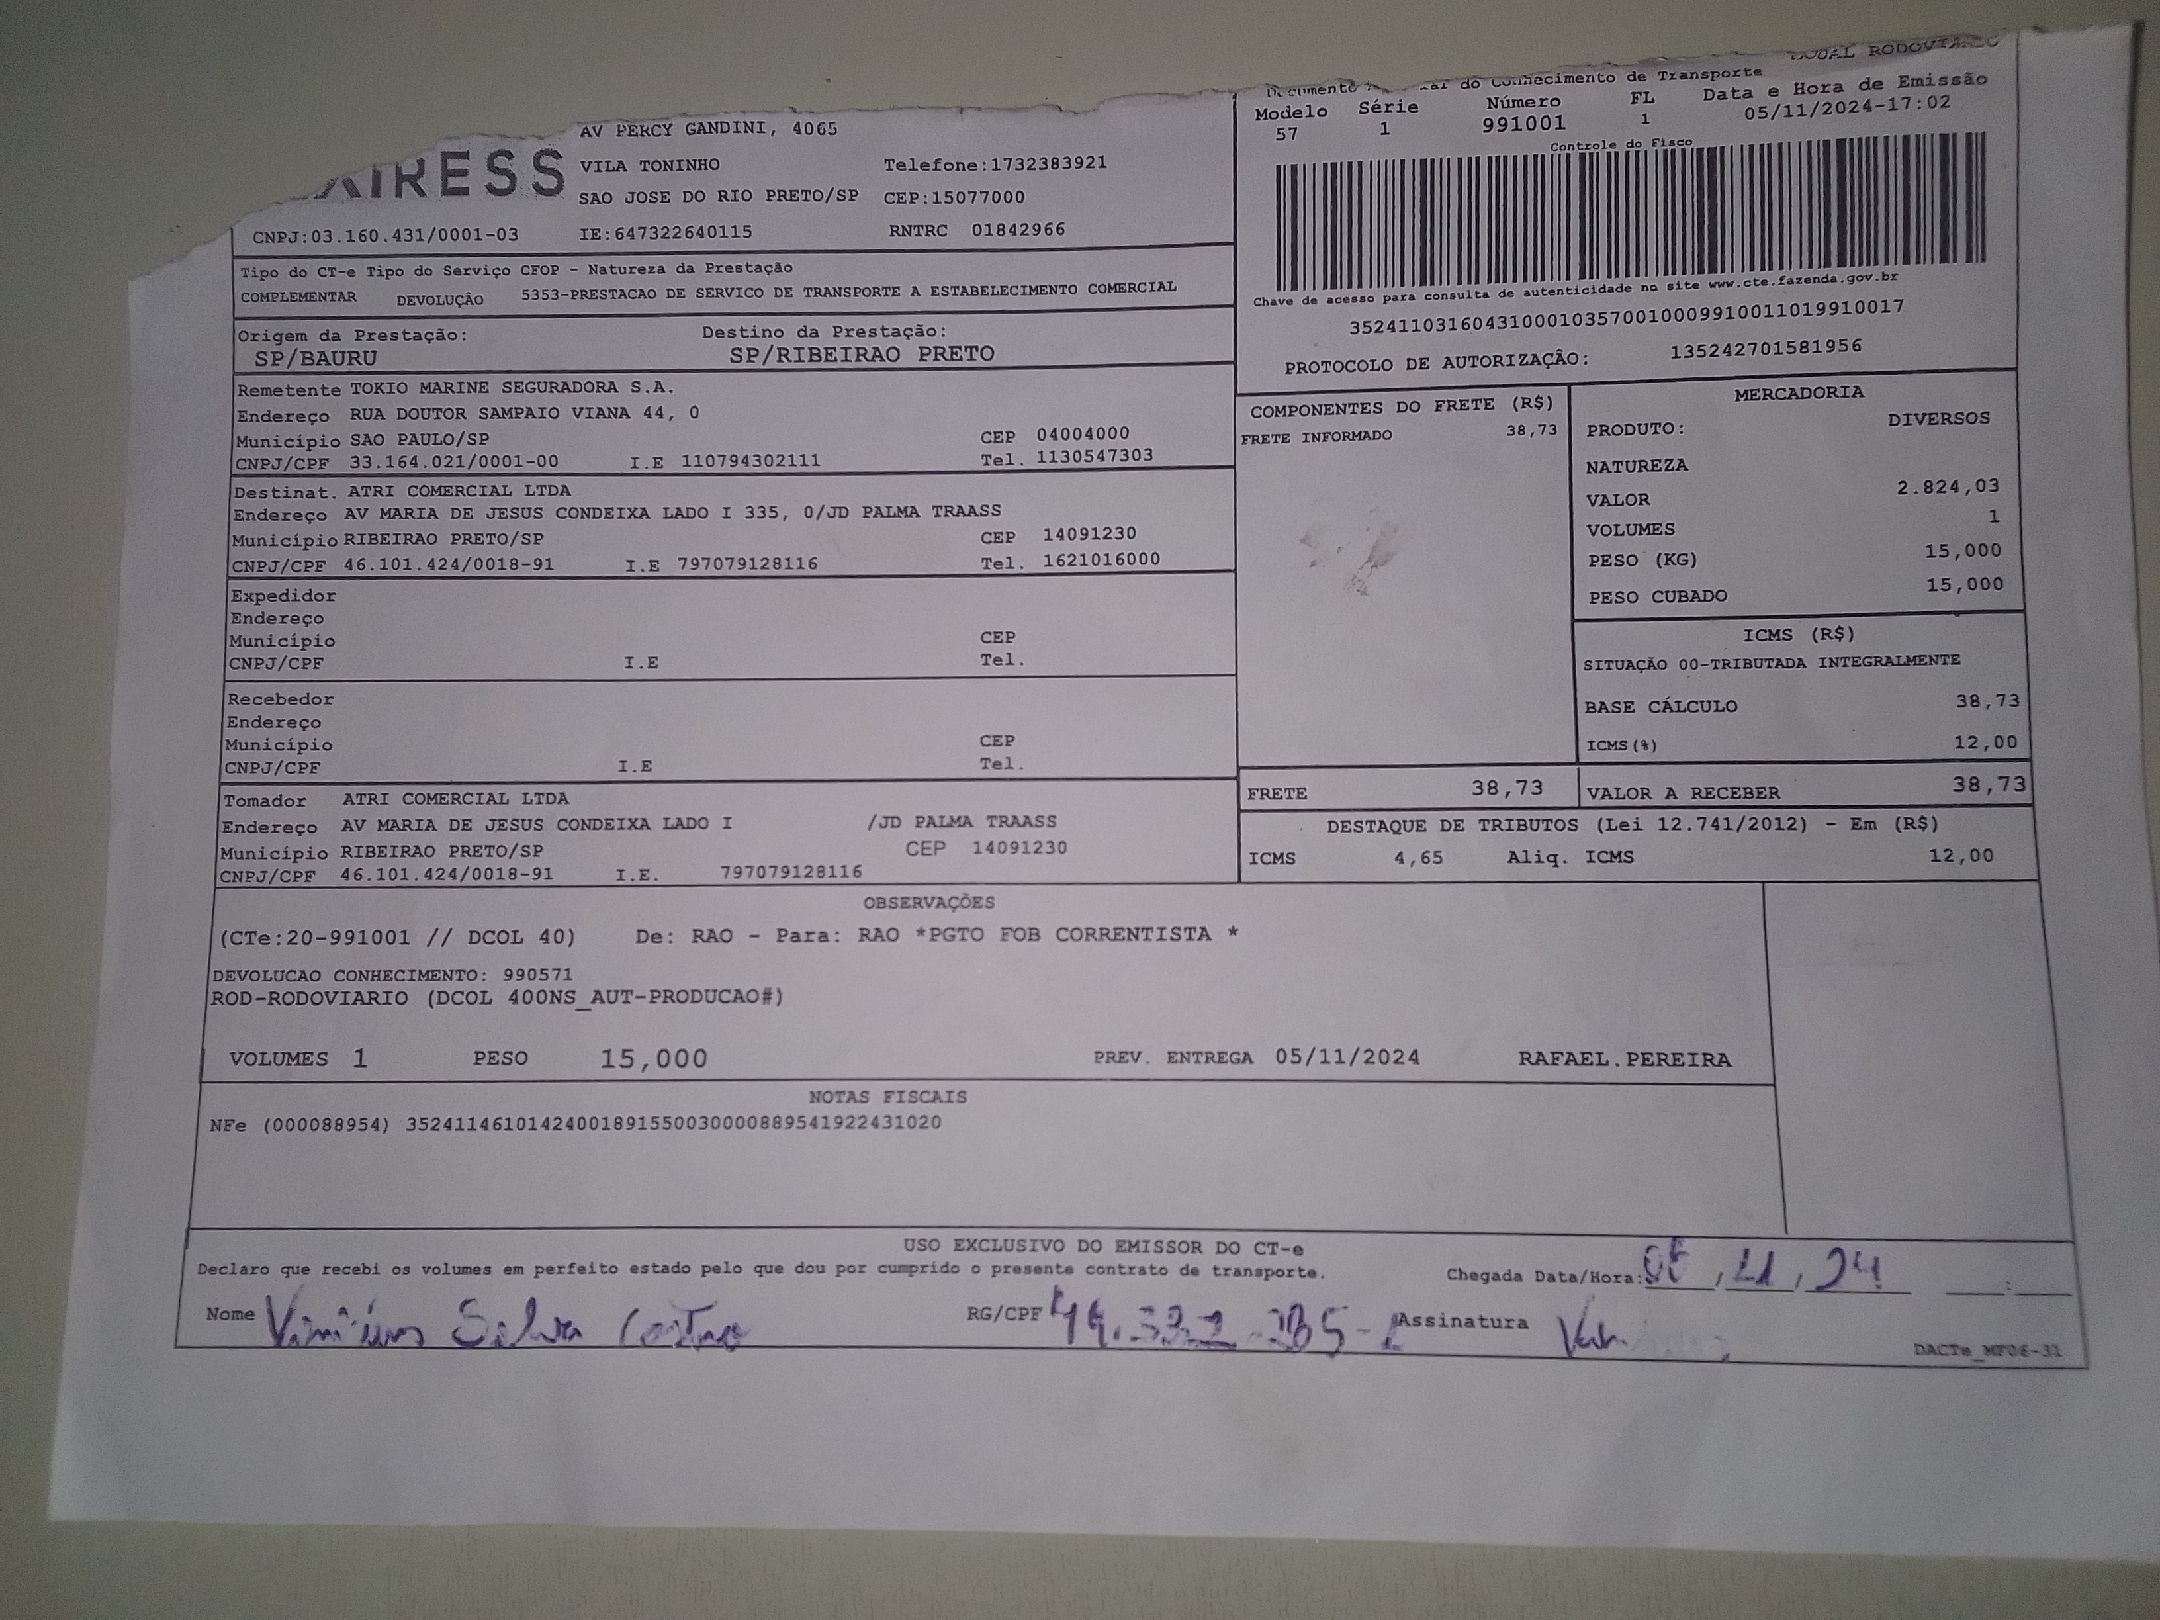 RESS
AV PERCY GANDINI, 4065
VILA TONINHO Telefone:1732383921
SAO JOSE DO RIO PRETO/SP CEP:15077000
CNPJ:03.160.431/0001-03 IE:647322640115 RNTRC 01842966
MODAL RODOVIARIO
Documento do Conhecimento de Transporte
Modelo Série Número FL Data e Hora de Emissão
57 1 991001 1 05/11/2024-17:02
Controle do Fisco
Chave de acesso para consulta de autenticidade no site www.cte.fazenda.gov.br
35241103160431000103570010009910011019910017
PROTOCOLO DE AUTORIZAÇÃO: 135242701581956
Tipo do CT-e Tipo do Serviço CFOP - Natureza da Prestação
COMPLEMENTAR DEVOLUÇÃO 5353-PRESTACAO DE SERVICO DE TRANSPORTE A ESTABELECIMENTO COMERCIAL
Origem da Prestação: Destino da Prestação:
SP/BAURU SP/RIBEIRAO PRETO
Remetente TOKIO MARINE SEGURADORA S.A.
Endereço RUA DOUTOR SAMPAIO VIANA 44, 0
Município SAO PAULO/SP CEP 04004000
CNPJ/CPF 33.164.021/0001-00 I.E 110794302111 Tel. 1130547303
Destinat. ATRI COMERCIAL LTDA
Endereço AV MARIA DE JESUS CONDEIXA LADO I 335, 0/JD PALMA TRAASS
Município RIBEIRAO PRETO/SP CEP 14091230
CNPJ/CPF 46.101.424/0018-91 I.E 797079128116 Tel. 1621016000
Expedidor
Endereço
Município CEP
CNPJ/CPF I.E Tel.
Recebedor
Endereço
Município CEP
CNPJ/CPF I.E Tel.
Tomador ATRI COMERCIAL LTDA
Endereço AV MARIA DE JESUS CONDEIXA LADO I /JD PALMA TRAASS
Município RIBEIRAO PRETO/SP CEP 14091230
CNPJ/CPF 46.101.424/0018-91 I.E. 797079128116
COMPONENTES DO FRETE (R$)
FRETE INFORMADO 38,73
MERCADORIA
PRODUTO: DIVERSOS
NATUREZA
VALOR 2.824,03
VOLUMES 1
PESO (KG) 15,000
PESO CUBADO 15,000
ICMS (R$)
SITUAÇÃO 00-TRIBUTADA INTEGRALMENTE
BASE CÁLCULO 38,73
ICMS(%) 12,00
FRETE 38,73 VALOR A RECEBER 38,73
DESTAQUE DE TRIBUTOS (Lei 12.741/2012) - Em (R$)
ICMS 4,65 Aliq. ICMS 12,00
OBSERVAÇÕES
(CTe:20-991001 // DCOL 40) De: RAO - Para: RAO *PGTO FOB CORRENTISTA *
DEVOLUCAO CONHECIMENTO: 990571
ROD-RODOVIARIO (DCOL 400NS_AUT-PRODUCAO#)
VOLUMES 1 PESO 15,000 PREV. ENTREGA 05/11/2024 RAFAEL.PEREIRA
NOTAS FISCAIS
NFe (000088954) 35241146101424001891550030000889541922431020
USO EXCLUSIVO DO EMISSOR DO CT-e
Declaro que recebi os volumes em perfeito estado pelo que dou por cumprido o presente contrato de transporte. Chegada Data/Hora: 11, 24 :
Nome Silva RG/CPF Assinatura
DACTe_MF06-31